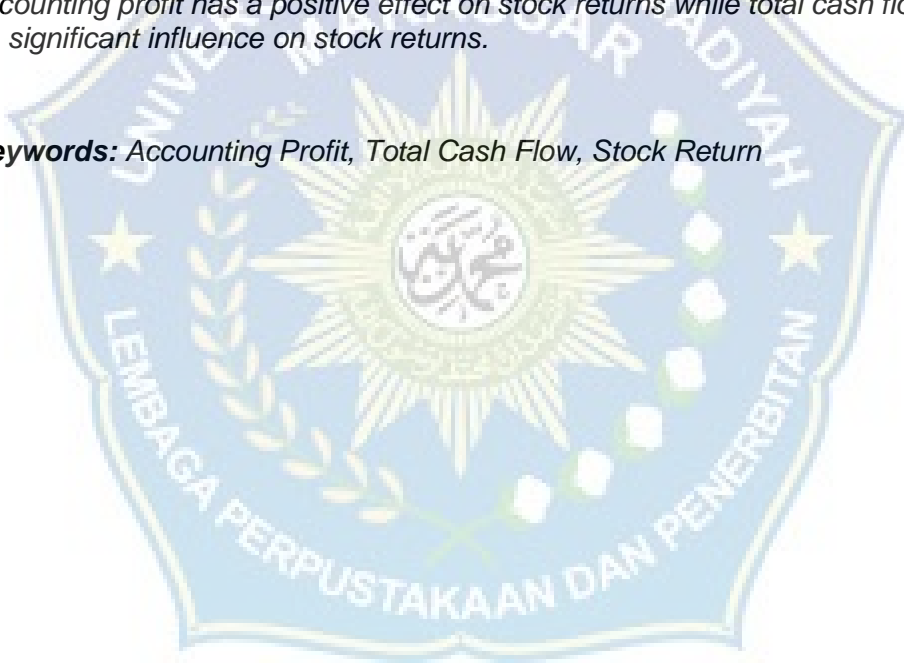 counting profit has a positive effect on stock returns while total cash flo
significant influence on stock returns.
eywords: Accounting Profit, Total Cash Flow, Stock Return
LEMBAGA PERPUSTAKAAN DAN PENERBITAN